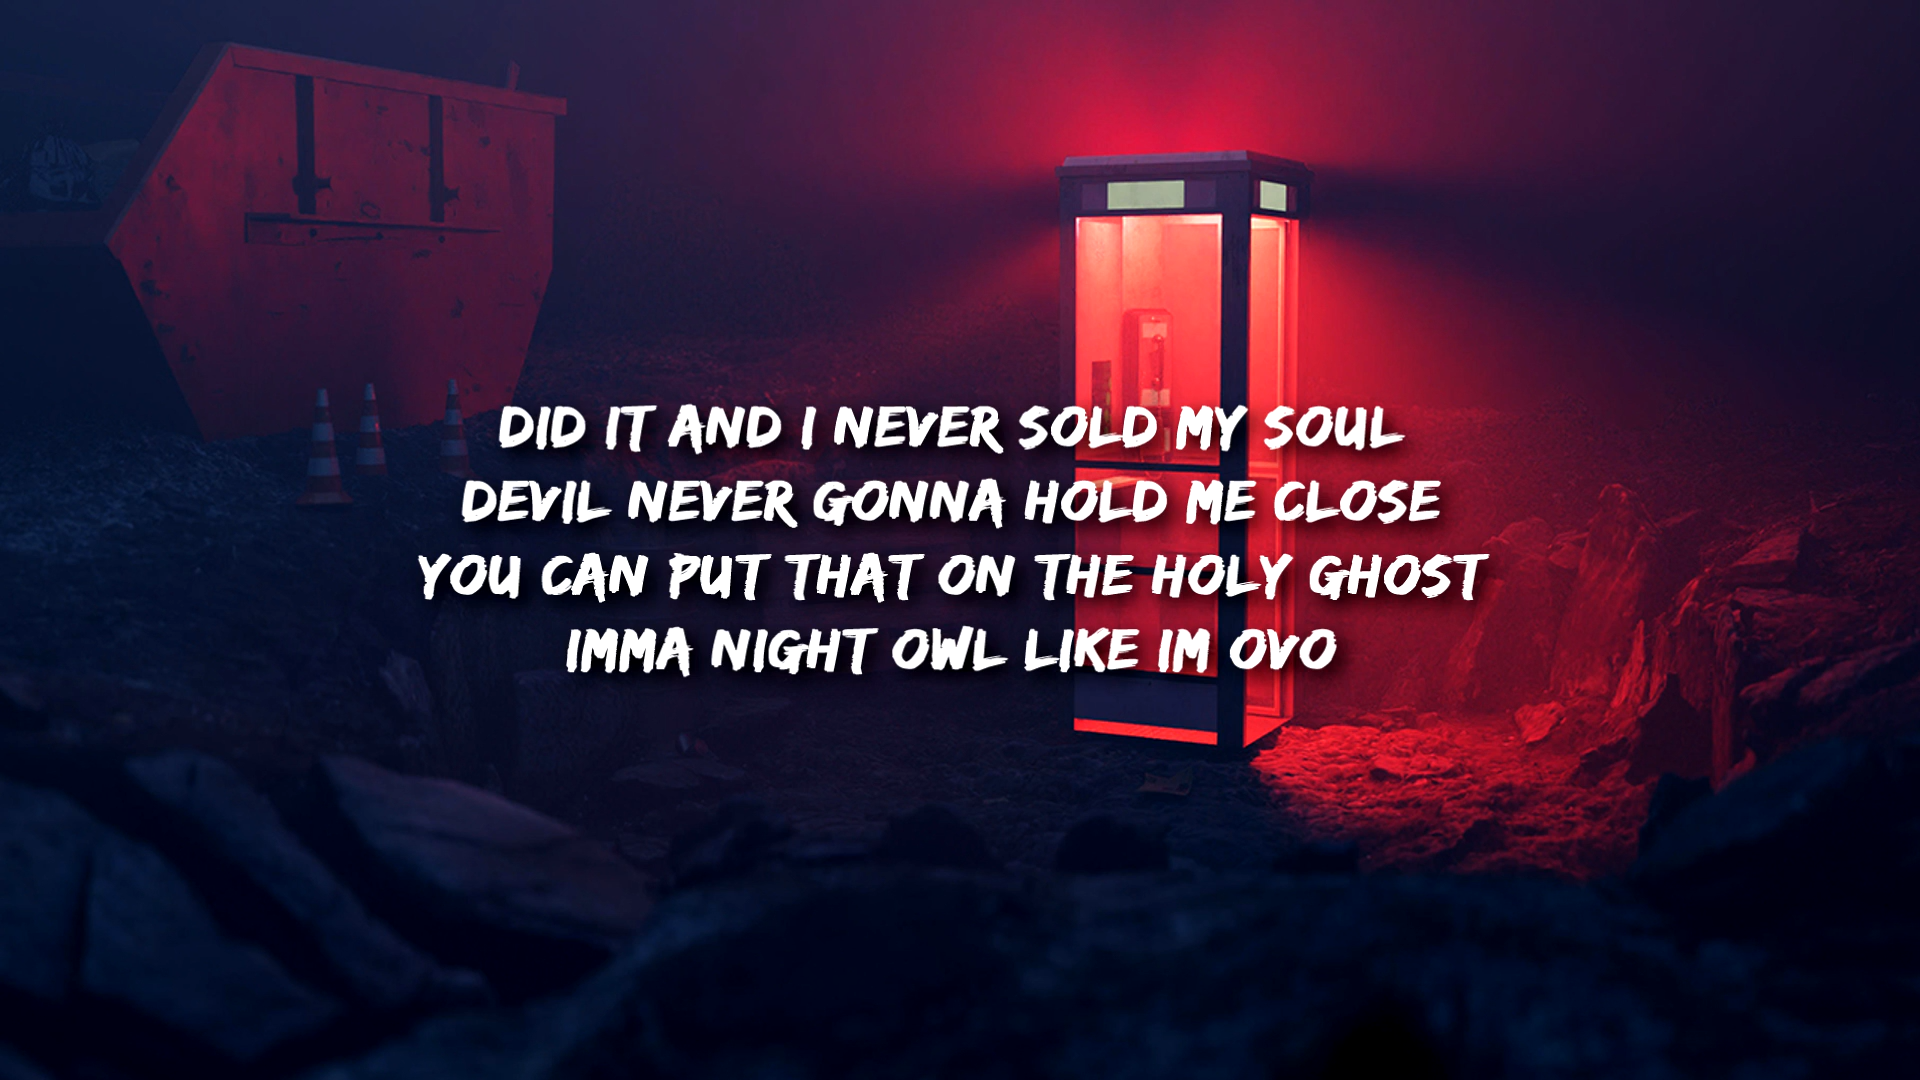 DID IT AND I NEVER SOLD MY SOUL
DEVIL NEVER GONNA HOLD ME CLOSE
YOU CAN PUT THAT ON THE HOLY GHOST
IMMA NIGHT OWL LIKE IM OVO